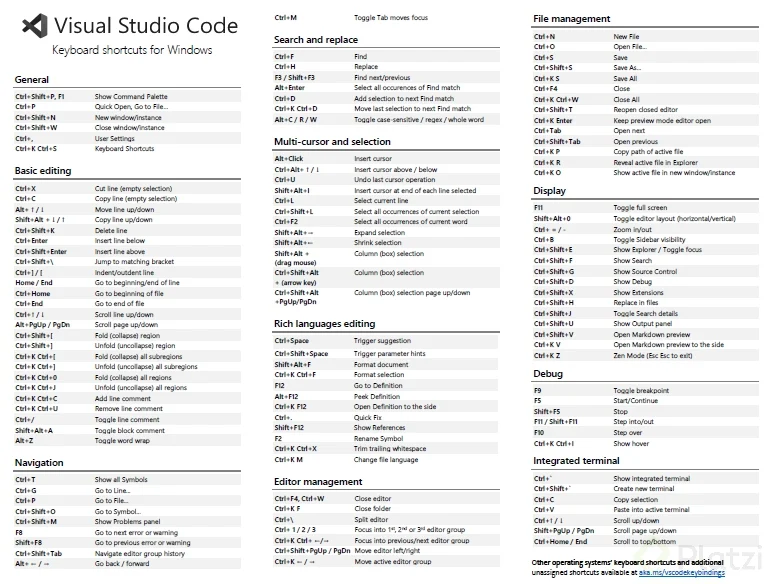 Visual Studio Code
Keyboard shortcuts for Windows
General
Ctrl+Shift+P, F1 Show Command Palette
Ctrl+P Quick Open, Go to File...
Ctrl+Shift+N New window/instance
Ctrl+Shift+W Close window/instance
Ctrl+, User Settings
Ctrl+K Ctrl+S Keyboard Shortcuts
Basic editing
Ctrl+X Cut line (empty selection)
Ctrl+C Copy line (empty selection)
Alt+ ↑ / ↓ Move line up/down
Shift+Alt + ↓ / ↑ Copy line up/down
Ctrl+Shift+K Delete line
Ctrl+Enter Insert line below
Ctrl+Shift+Enter Insert line above
Ctrl+Shift+\ Jump to matching bracket
Ctrl+] / [ Indent/outdent line
Home / End Go to beginning/end of line
Ctrl+Home Go to beginning of file
Ctrl+End Go to end of file
Ctrl+↑ / ↓ Scroll line up/down
Alt+PgUp / PgDn Scroll page up/down
Ctrl+Shift+[ Fold (collapse) region
Ctrl+Shift+] Unfold (uncollapse) region
Ctrl+K Ctrl+[ Fold (collapse) all subregions
Ctrl+K Ctrl+] Unfold (uncollapse) all subregions
Ctrl+K Ctrl+0 Fold (collapse) all regions
Ctrl+K Ctrl+J Unfold (uncollapse) all regions
Ctrl+K Ctrl+C Add line comment
Ctrl+K Ctrl+U Remove line comment
Ctrl+/ Toggle line comment
Shift+Alt+A Toggle block comment
Alt+Z Toggle word wrap
Navigation
Ctrl+T Show all Symbols
Ctrl+G Go to Line...
Ctrl+P Go to File...
Ctrl+Shift+O Go to Symbol...
Ctrl+Shift+M Show Problems panel
F8 Go to next error or warning
Shift+F8 Go to previous error or warning
Ctrl+Shift+Tab Navigate editor group history
Alt+ ← / → Go back / forward
Ctrl+M Toggle Tab moves focus
Search and replace
Ctrl+F Find
Ctrl+H Replace
F3 / Shift+F3 Find next/previous
Alt+Enter Select all occurences of Find match
Ctrl+D Add selection to next Find match
Ctrl+K Ctrl+D Move last selection to next Find match
Alt+C / R / W Toggle case-sensitive / regex / whole word
Multi-cursor and selection
Alt+Click Insert cursor
Ctrl+Alt+ ↑ / ↓ Insert cursor above / below
Ctrl+U Undo last cursor operation
Shift+Alt+I Insert cursor at end of each line selected
Ctrl+L Select current line
Ctrl+Shift+L Select all occurrences of current selection
Ctrl+F2 Select all occurrences of current word
Shift+Alt+→ Expand selection
Shift+Alt+← Shrink selection
Shift+Alt + Column (box) selection
(drag mouse)
Ctrl+Shift+Alt Column (box) selection
+ (arrow key)
Ctrl+Shift+Alt Column (box) selection page up/down
+PgUp/PgDn
Rich languages editing
Ctrl+Space Trigger suggestion
Ctrl+Shift+Space Trigger parameter hints
Shift+Alt+F Format document
Ctrl+K Ctrl+F Format selection
F12 Go to Definition
Alt+F12 Peek Definition
Ctrl+K F12 Open Definition to the side
Ctrl+. Quick Fix
Shift+F12 Show References
F2 Rename Symbol
Ctrl+K Ctrl+X Trim trailing whitespace
Ctrl+K M Change file language
Editor management
Ctrl+F4, Ctrl+W Close editor
Ctrl+K F Close folder
Ctrl+\ Split editor
Ctrl+ 1 / 2 / 3 Focus into 1st, 2nd or 3rd editor group
Ctrl+K Ctrl+ ←/→ Focus into previous/next editor group
Ctrl+Shift+PgUp / PgDn Move editor left/right
Ctrl+K ← / → Move active editor group
File management
Ctrl+N New File
Ctrl+O Open File...
Ctrl+S Save
Ctrl+Shift+S Save As...
Ctrl+K S Save All
Ctrl+F4 Close
Ctrl+K Ctrl+W Close All
Ctrl+Shift+T Reopen closed editor
Ctrl+K Enter Keep preview mode editor open
Ctrl+Tab Open next
Ctrl+Shift+Tab Open previous
Ctrl+K P Copy path of active file
Ctrl+K R Reveal active file in Explorer
Ctrl+K O Show active file in new window/instance
Display
F11 Toggle full screen
Shift+Alt+0 Toggle editor layout (horizontal/vertical)
Ctrl+ = / - Zoom in/out
Ctrl+B Toggle Sidebar visibility
Ctrl+Shift+E Show Explorer / Toggle focus
Ctrl+Shift+F Show Search
Ctrl+Shift+G Show Source Control
Ctrl+Shift+D Show Debug
Ctrl+Shift+X Show Extensions
Ctrl+Shift+H Replace in files
Ctrl+Shift+J Toggle Search details
Ctrl+Shift+U Show Output panel
Ctrl+Shift+V Open Markdown preview
Ctrl+K V Open Markdown preview to the side
Ctrl+K Z Zen Mode (Esc Esc to exit)
Debug
F9 Toggle breakpoint
F5 Start/Continue
Shift+F5 Stop
F11 / Shift+F11 Step into/out
F10 Step over
Ctrl+K Ctrl+I Show hover
Integrated terminal
Ctrl+` Show integrated terminal
Ctrl+Shift+` Create new terminal
Ctrl+C Copy selection
Ctrl+V Paste into active terminal
Ctrl+↑ / ↓ Scroll up/down
Shift+PgUp / PgDn Scroll page up/down
Ctrl+Home / End Scroll to top/bottom
Other operating systems' keyboard shortcuts and additional
unassigned shortcuts available at aka.ms/vscodekeybindings
Platzi